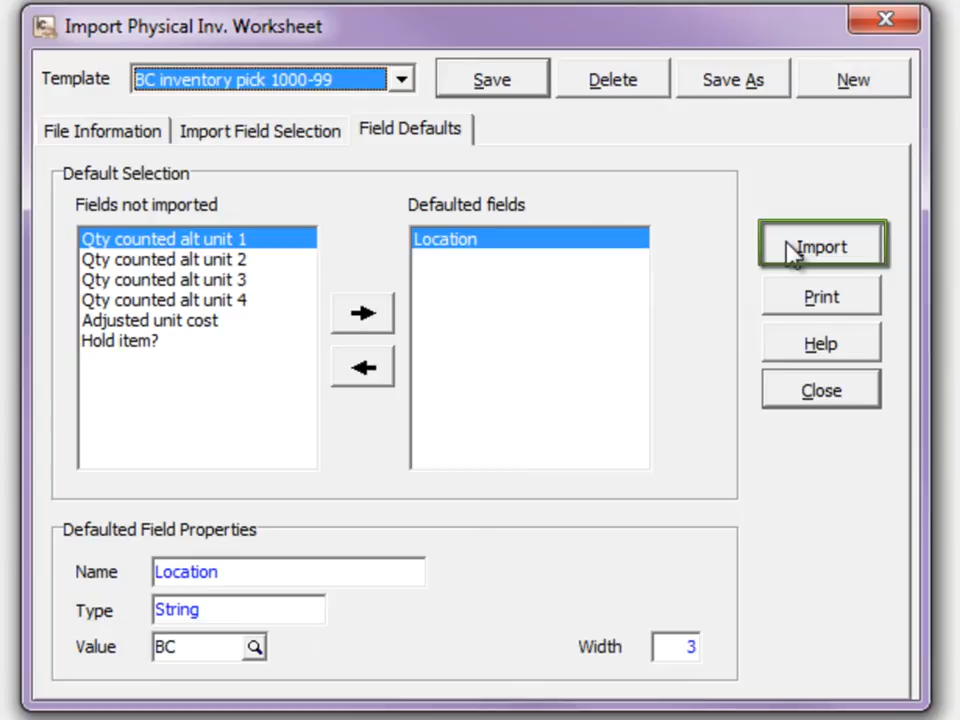 Import Physical Inv. Worksheet
Template BC inventory pick 1000-99 Save Delete Save As New
File Information Import Field Selection Field Defaults
Default Selection
Fields not imported Defaulted fields
Qty counted alt unit 1 Location
Qty counted alt unit 2
Qty counted alt unit 3
Qty counted alt unit 4
Adjusted unit cost
Hold item?
Import
Print
Help
Close
Defaulted Field Properties
Name Location
Type String
Value BC Width 3